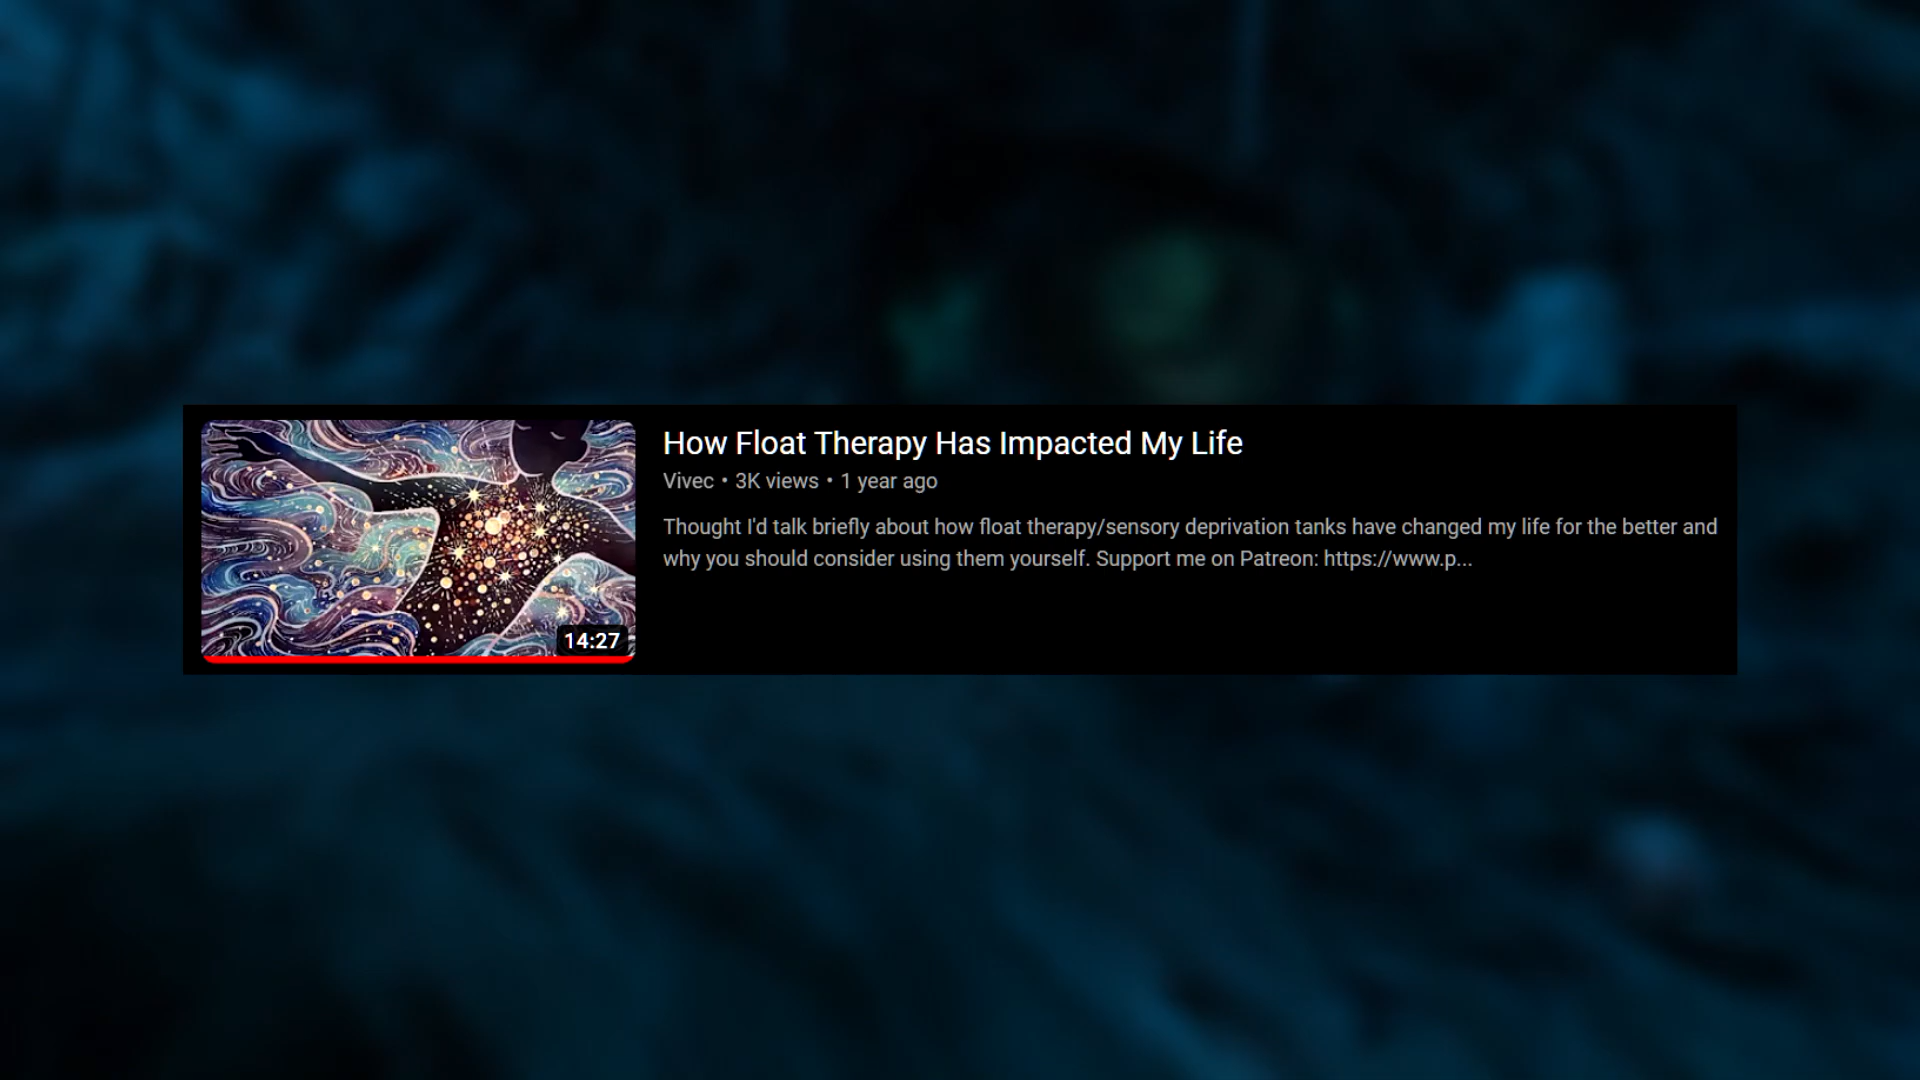 How Float Therapy Has Impacted My Life
Vivec • 3K views • 1 year ago
Thought I'd talk briefly about how float therapy/sensory deprivation tanks have changed my life for the better and
why you should consider using them yourself. Support me on Patreon: https://www.p...
14:27